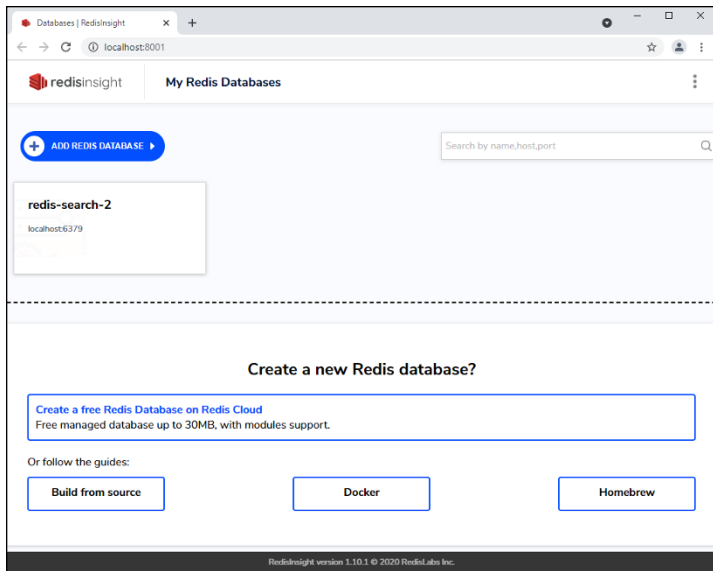 Databases | RedisInsight
localhost:8001
redisinsight
My Redis Databases
ADD REDIS DATABASE
Search by name,host,port
redis-search-2
localhost:6379
Create a new Redis database?
Create a free Redis Database on Redis Cloud
Free managed database up to 30MB, with modules support.
Or follow the guides:
Build from source
Docker
Homebrew
RedisInsight version 1.10.1 © 2020 RedisLabs Inc.